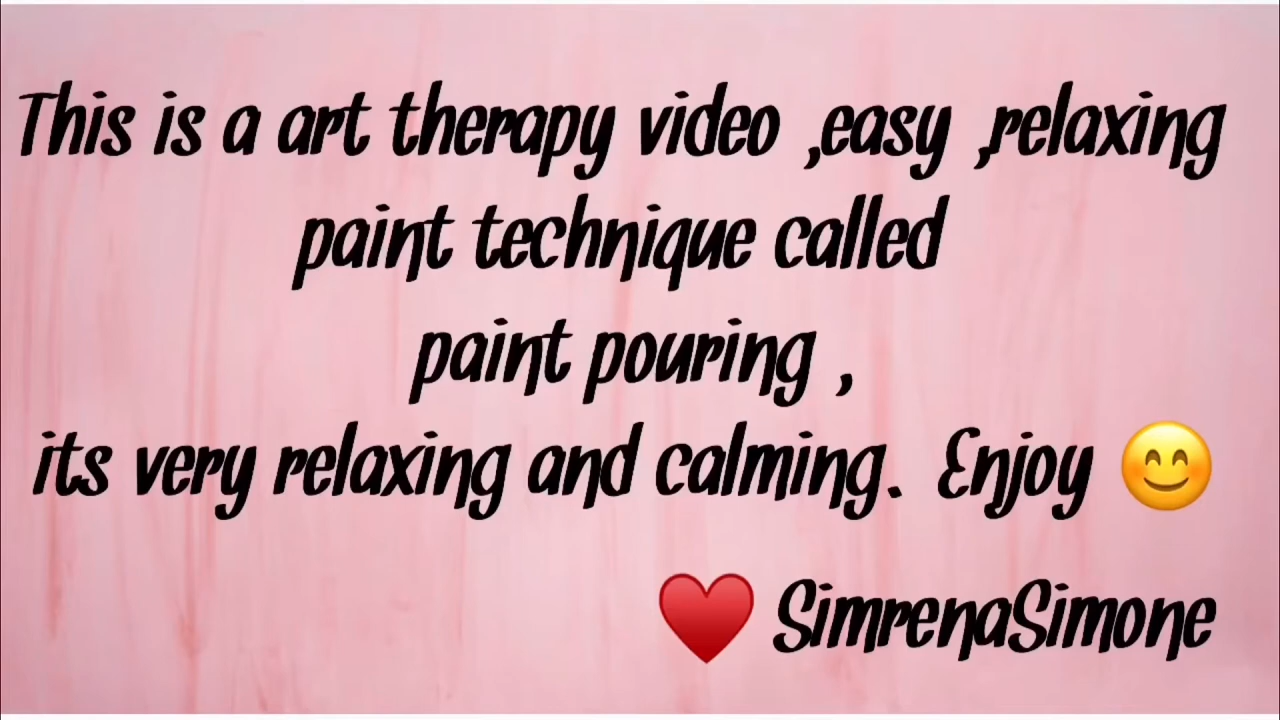 This is a art therapy video ,easy ,relaxing
paint technique called
paint pouring ,
its very relaxing and calming. Enjoy 😊
♥️ SimrenaSimone